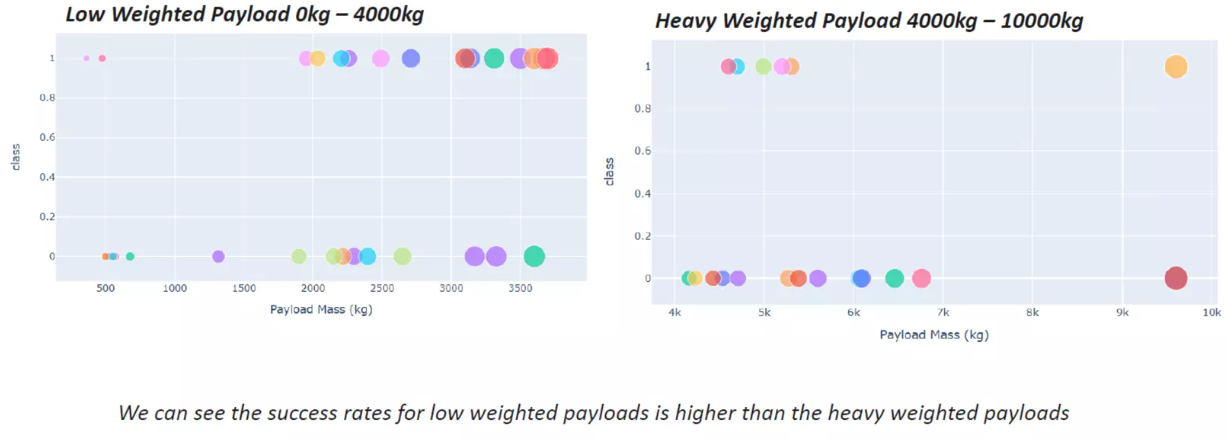 Low Weighted Payload 0kg – 4000kg
1
0.8
0.6
0.4
0.2
0
class
500
1000
1500
2000
2500
3000
3500
Payload Mass (kg)
Heavy Weighted Payload 4000kg – 10000kg
1
0.8
0.6
0.4
0.2
0
class
4k
5k
6k
7k
8k
9k
10k
Payload Mass (kg)
We can see the success rates for low weighted payloads is higher than the heavy weighted payloads